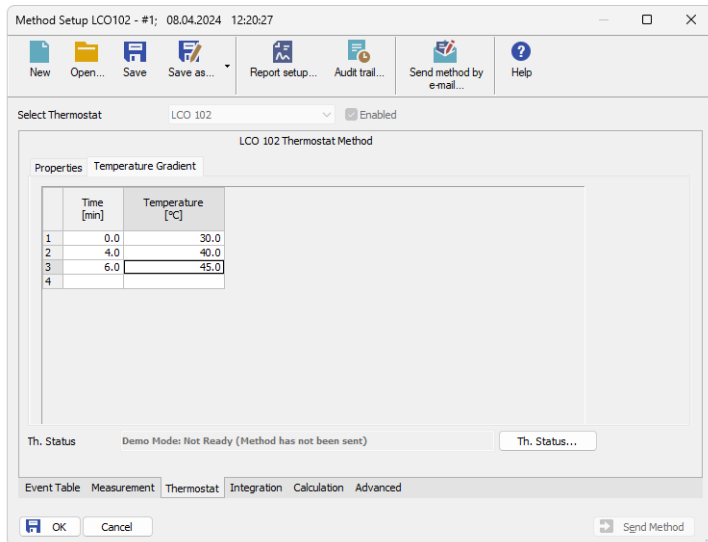 Method Setup LCO102 - #1; 08.04.2024 12:20:27
New Open... Save Save as... Report setup... Audit trail... Send method by e-mail... Help
Select Thermostat LCO 102 Enabled
LCO 102 Thermostat Method
Properties Temperature Gradient
Time [min] Temperature [°C]
1 0.0 30.0
2 4.0 40.0
3 6.0 45.0
4
Th. Status Demo Mode: Not Ready (Method has not been sent) Th. Status...
Event Table Measurement Thermostat Integration Calculation Advanced
OK Cancel Send Method